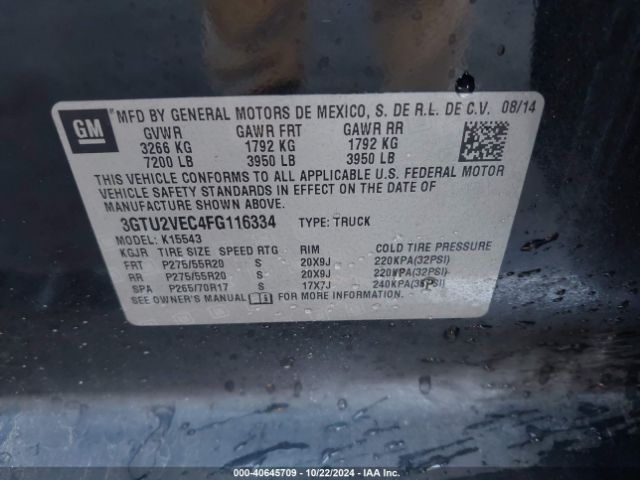 GM
MFD BY GENERAL MOTORS DE MEXICO, S. DE R.L. DE C.V. 08/14
GVWR GAWR FRT GAWR RR
3266 KG 1792 KG 1792 KG
7200 LB 3950 LB 3950 LB
THIS VEHICLE CONFORMS TO ALL APPLICABLE U.S. FEDERAL MOTOR
VEHICLE SAFETY STANDARDS IN EFFECT ON THE DATE OF
MANUFACTURE SHOWN ABOVE.
3GTU2VEC4FG116334 TYPE: TRUCK
MODEL: K15543
KGJR TIRE SIZE SPEED RTG RIM COLD TIRE PRESSURE
FRT P275/55R20 S 20X9J 220KPA(32PSI)
RR P275/55R20 S 20X9J 220KPA(32PSI)
SPA P265/70R17 S 17X7J 240KPA(35PSI)
SEE OWNER'S MANUAL
000-40645709 - 10/22/2024 - IAA Inc.